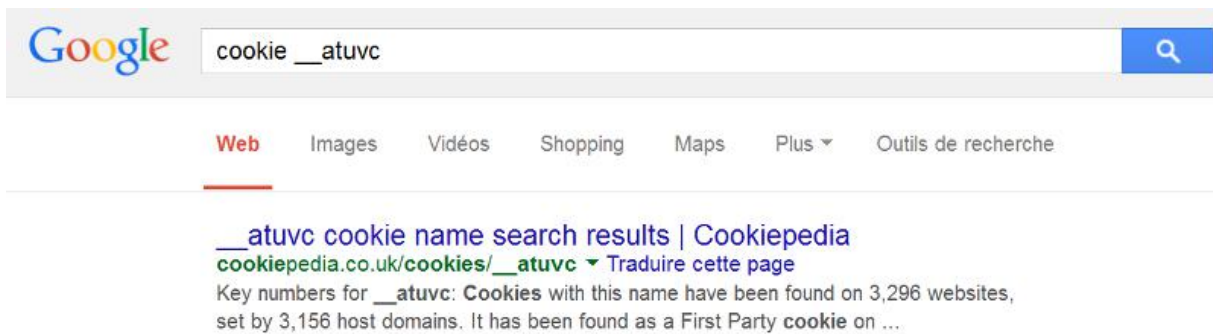 Google cookie __atuvc
Web Images Vidéos Shopping Maps Plus Outils de recherche
__atuvc cookie name search results | Cookiepedia
cookiepedia.co.uk/cookies/__atuvc Traduire cette page
Key numbers for __atuvc: Cookies with this name have been found on 3,296 websites,
set by 3,156 host domains. It has been found as a First Party cookie on ...